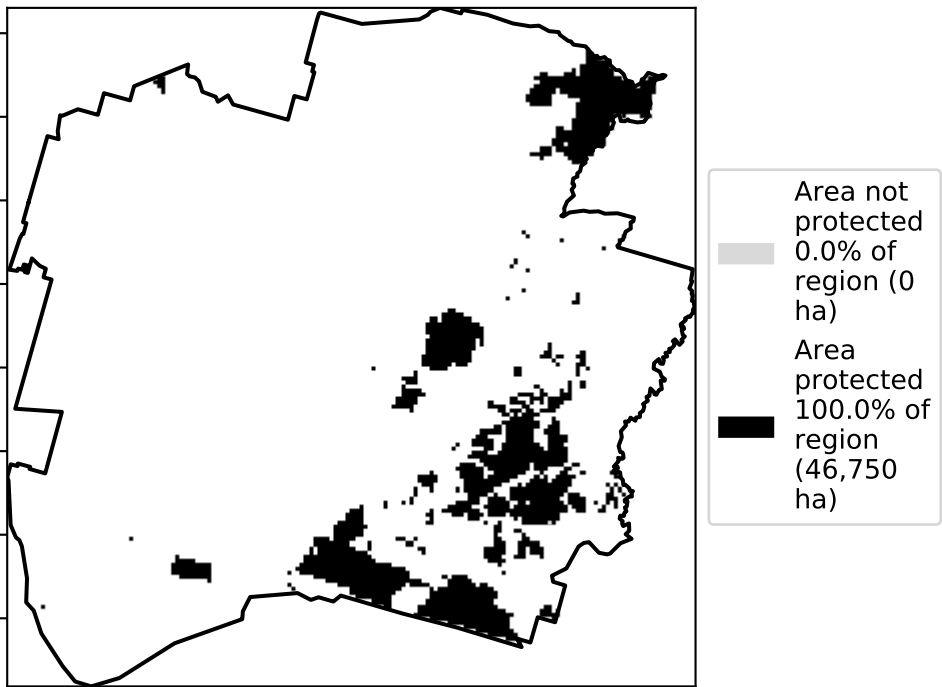 Area not
protected
0.0% of
region (0
ha)
Area
protected
100.0% of
region
(46,750
ha)